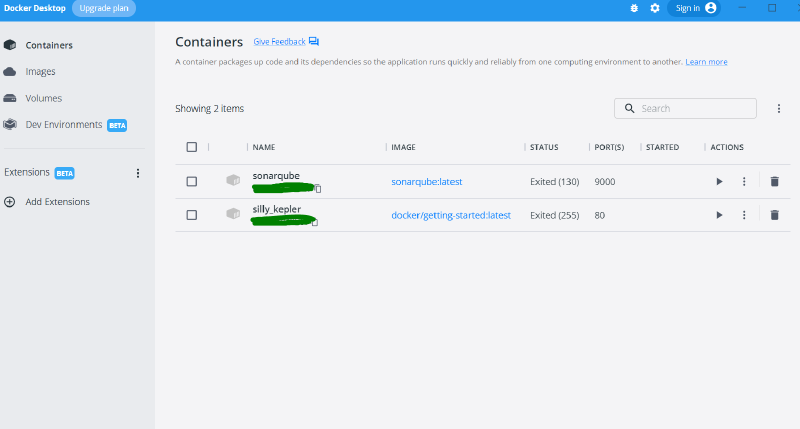 Docker Desktop Upgrade plan Sign in
Containers
Images
Volumes
Dev Environments BETA
Extensions BETA
Add Extensions
Containers Give Feedback
A container packages up code and its dependencies so the application runs quickly and reliably from one computing environment to another. Learn more
Showing 2 items Search
NAME IMAGE STATUS PORT(S) STARTED ACTIONS
sonarqube sonarqube:latest Exited (130) 9000
silly_kepler docker/getting-started:latest Exited (255) 80